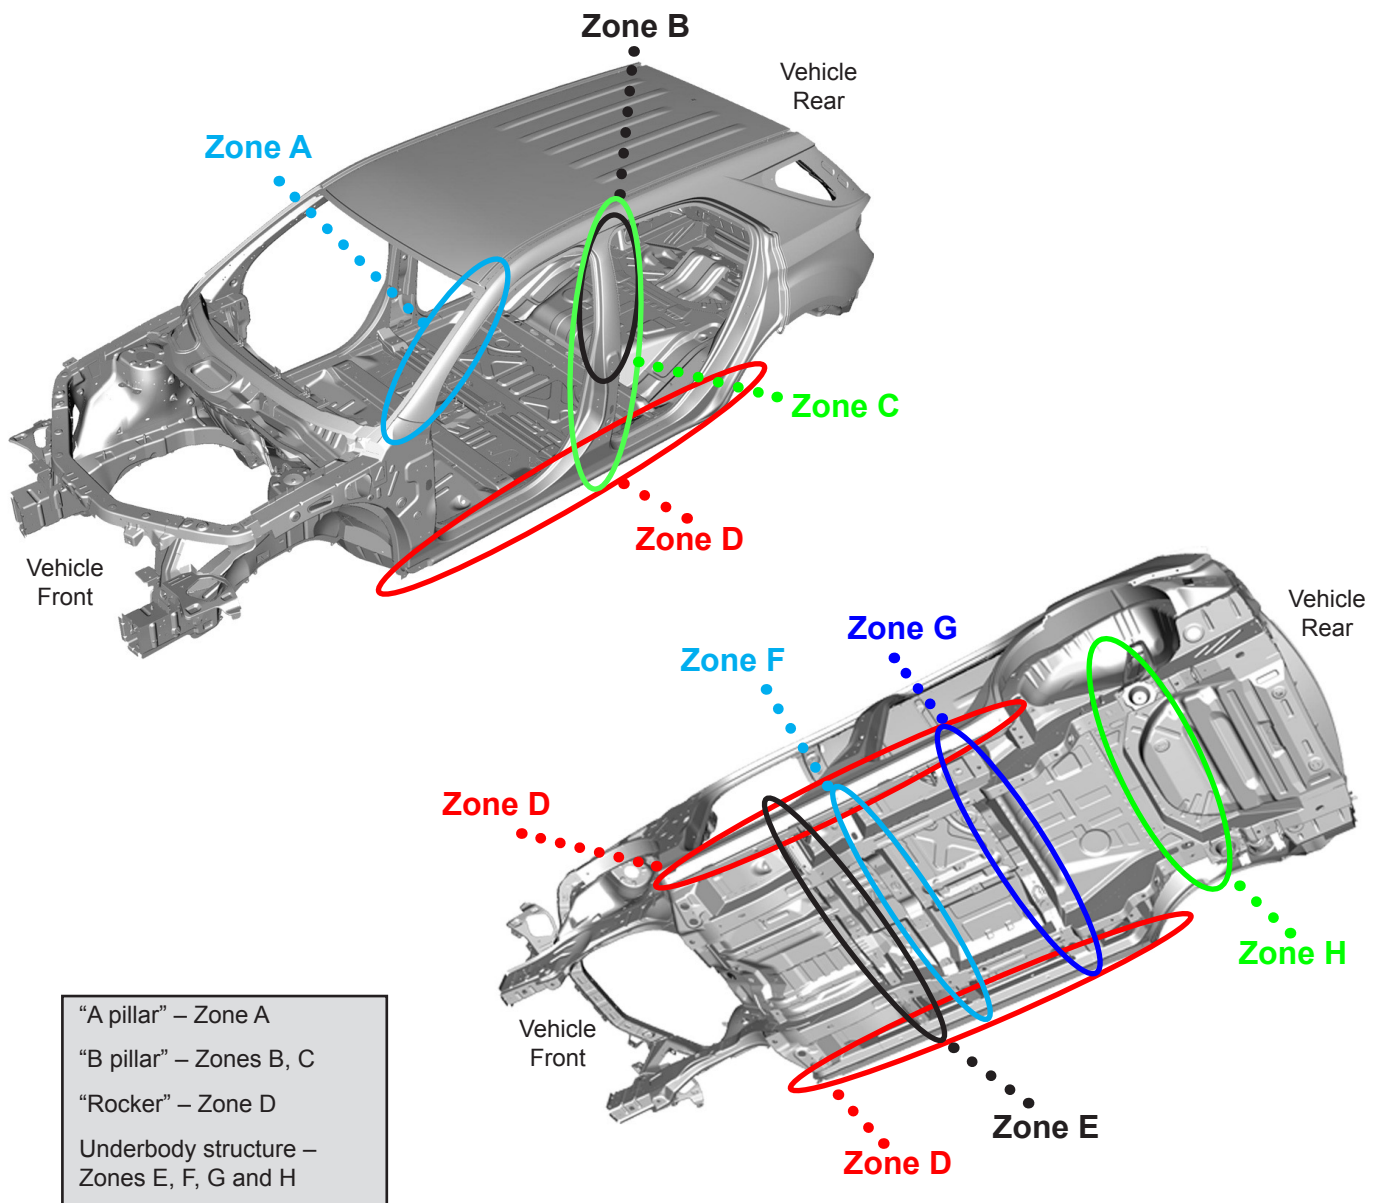 Zone B
Vehicle
Rear
Zone A
Zone C
Zone D
Vehicle
Front
Vehicle
Rear
Zone G
Zone F
Zone D
Zone H
Vehicle
Front
Zone E
Zone D
“A pillar” – Zone A
“B pillar” – Zones B, C
“Rocker” – Zone D
Underbody structure –
Zones E, F, G and H